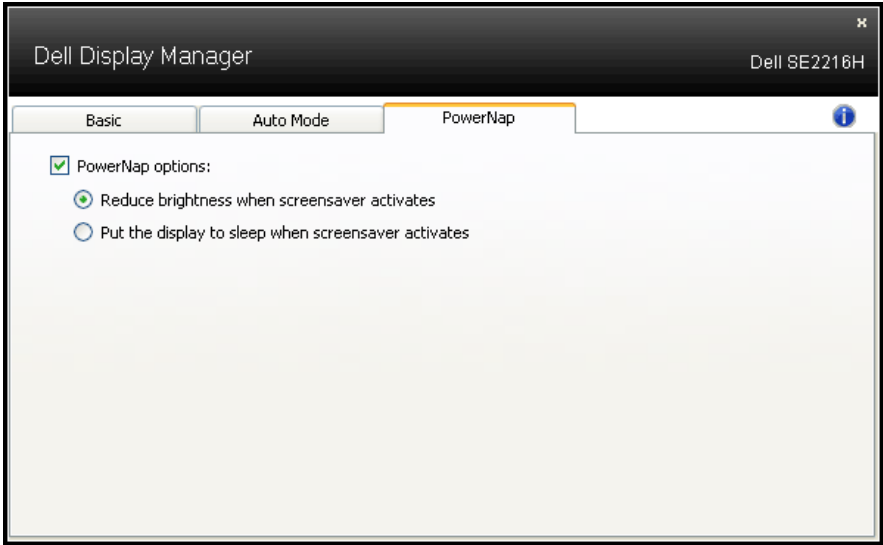 Dell Display Manager
Dell SE2216H
Basic
Auto Mode
PowerNap
PowerNap options:
Reduce brightness when screensaver activates
Put the display to sleep when screensaver activates